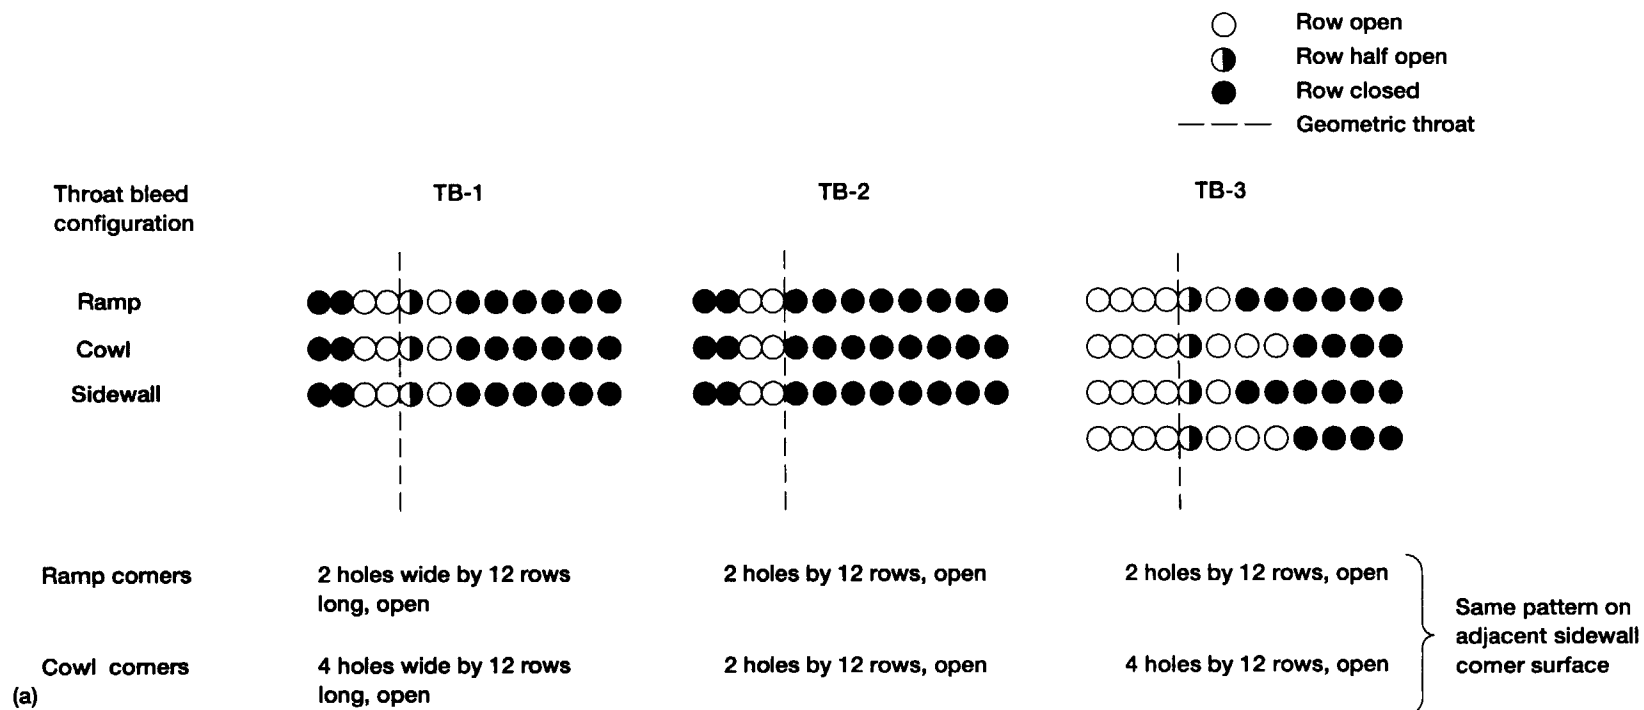 Row open
Row half open
Row closed
Geometric throat
Throat bleed
configuration
TB-1
TB-2
TB-3
Ramp
Cowl
Sidewall
Ramp corners
2 holes wide by 12 rows
long, open
2 holes by 12 rows, open
2 holes by 12 rows, open
Cowl corners
4 holes wide by 12 rows
long, open
2 holes by 12 rows, open
4 holes by 12 rows, open
Same pattern on
adjacent sidewall
corner surface
(a)